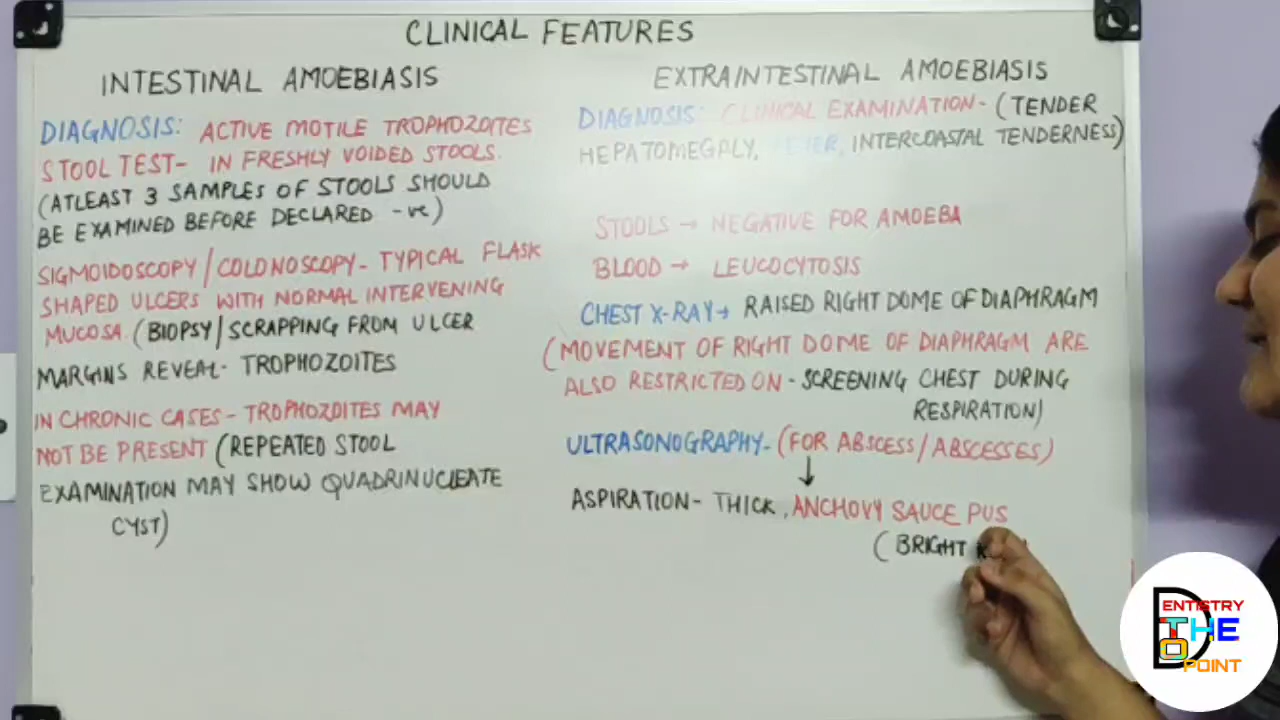 CLINICAL FEATURES
INTESTINAL AMOEBIASIS
DIAGNOSIS: ACTIVE MOTILE TROPHOZOITES
STOOL TEST- IN FRESHLY VOIDED STOOLS.
(ATLEAST 3 SAMPLES OF STOOLS SHOULD
BE EXAMINED BEFORE DECLARED -ve)
SIGMOIDOSCOPY/COLONOSCOPY- TYPICAL FLASK
SHAPED ULCERS WITH NORMAL INTERVENING
MUCOSA. (BIOPSY/SCRAPPING FROM ULCER
MARGINS REVEAL- TROPHOZOITES
IN CHRONIC CASES- TROPHOZOITES MAY
NOT BE PRESENT (REPEATED STOOL
EXAMINATION MAY SHOW QUADRINUCLEATE
CYST)
EXTRAINTESTINAL AMOEBIASIS
DIAGNOSIS: CLINICAL EXAMINATION- (TENDER
HEPATOMEGALY, FEVER, INTERCOASTAL TENDERNESS)
STOOLS → NEGATIVE FOR AMOEBA
BLOOD → LEUCOCYTOSIS
CHEST X-RAY→ RAISED RIGHT DOME OF DIAPHRAGM
(MOVEMENT OF RIGHT DOME OF DIAPHRAGM ARE
ALSO RESTRICTED ON - SCREENING CHEST DURING
RESPIRATION)
ULTRASONOGRAPHY- (FOR ABSCESS/ABSCESSES)
↓
ASPIRATION- THICK, ANCHOVY SAUCE PUS
(BRIGHT
DENTISTRY
THE
TO
POINT